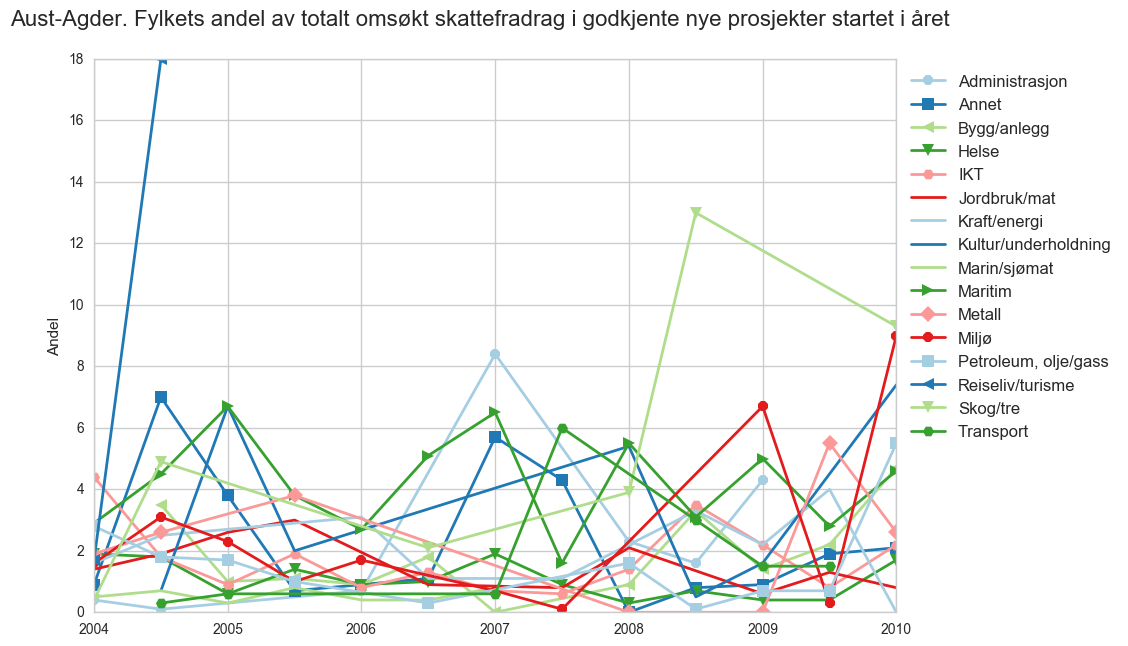 Aust-Agder. Fylkets andel av totalt omsøkt skattefradrag i godkjente nye prosjekter startet i året
18
16
14
12
10
8
6
4
2
0
Andel
2004 2005 2006 2007 2008 2009 2010
Administrasjon
Annet
Bygg/anlegg
Helse
IKT
Jordbruk/mat
Kraft/energi
Kultur/underholdning
Marin/sjømat
Maritim
Metall
Miljø
Petroleum, olje/gass
Reiseliv/turisme
Skog/tre
Transport